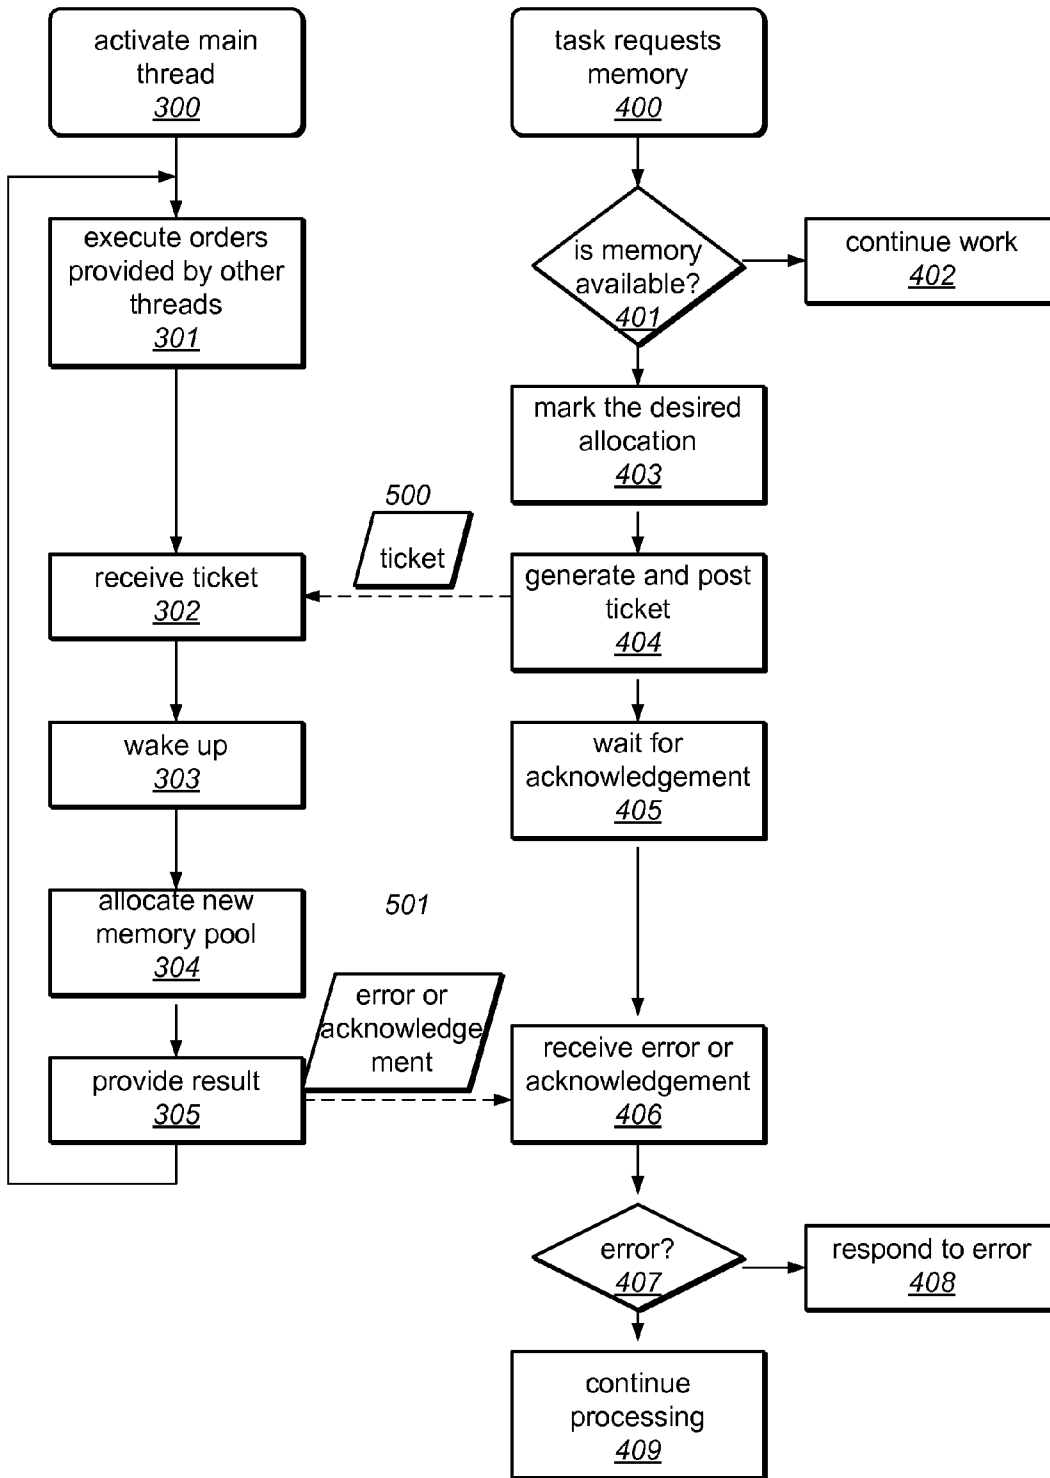 activate main
thread
300
execute orders
provided by other
threads
301
receive ticket
302
wake up
303
allocate new
memory pool
304
provide result
305
500
ticket
501
error or
acknowledge
ment
task requests
memory
400
is memory
available?
401
continue work
402
mark the desired
allocation
403
generate and post
ticket
404
wait for
acknowledgement
405
receive error or
acknowledgement
406
error?
407
respond to error
408
continue
processing
409